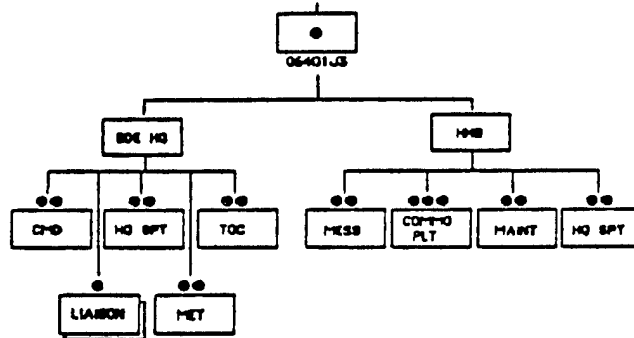 06401J3
BDE HQ
HHB
CMD
HQ SPT
TOC
MESS
COMMO
PLT
MAINT
HQ SPT
LIAISON
MET